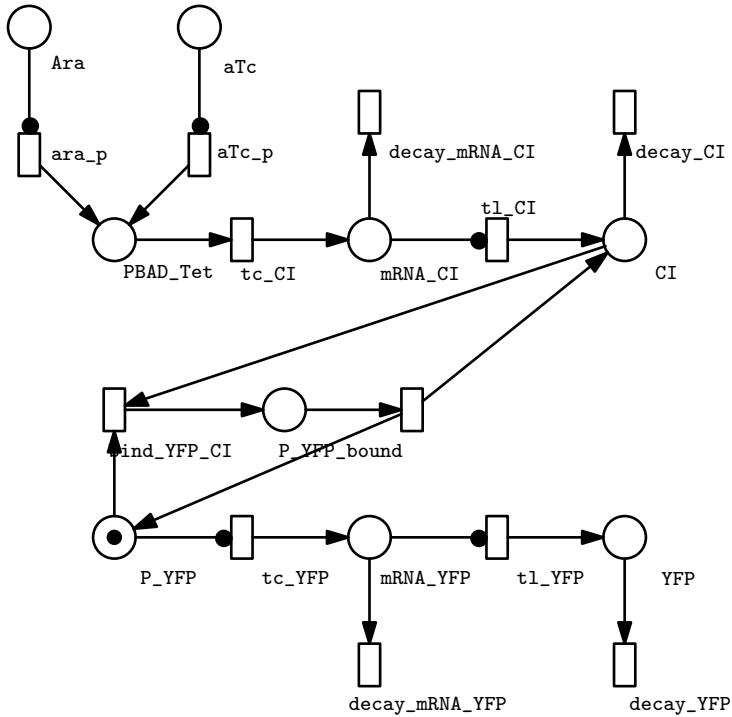 Ara
aTc
ara_p
aTc_p
decay_mRNA_CI
decay_CI
tl_CI
PBAD_Tet
tc_CI
mRNA_CI
CI
bind_YFP_CI
P_YFP_bound
P_YFP
tc_YFP
mRNA_YFP
tl_YFP
YFP
decay_mRNA_YFP
decay_YFP